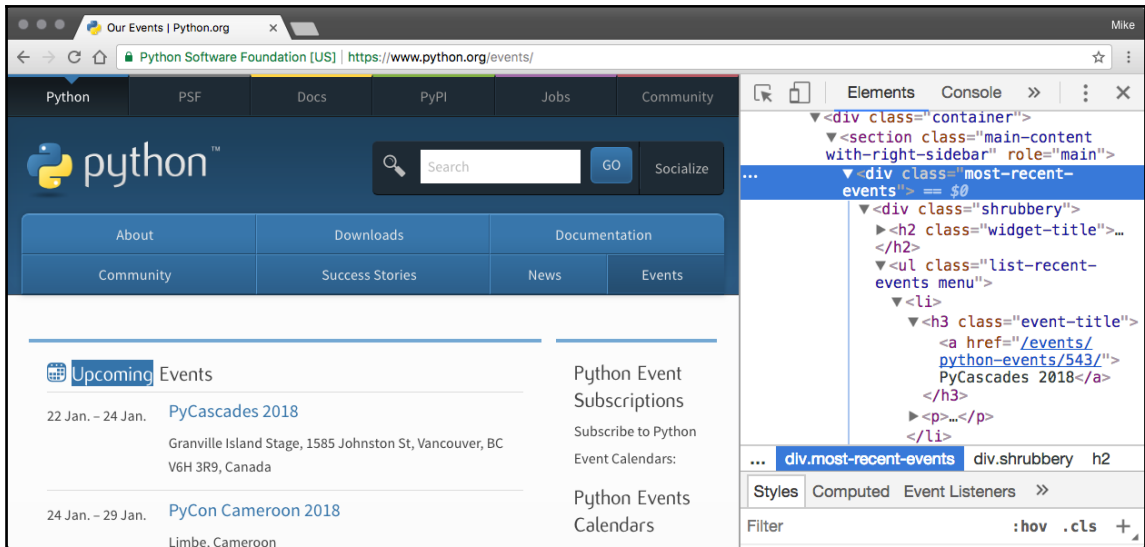 Our Events | Python.org
Mike
Python Software Foundation [US] | https://www.python.org/events/
Python PSF Docs PyPI Jobs Community
python™
Search GO Socialize
About Downloads Documentation
Community Success Stories News Events
Upcoming Events
22 Jan. – 24 Jan. PyCascades 2018
Granville Island Stage, 1585 Johnston St, Vancouver, BC
V6H 3R9, Canada
24 Jan. – 29 Jan. PyCon Cameroon 2018
Limbe, Cameroon
Python Event
Subscriptions
Subscribe to Python
Event Calendars:
Python Events
Calendars
Elements Console »
▼<div class="container">
▼<section class="main-content
with-right-sidebar" role="main">
... ▼<div class="most-recent-
events"> == $0
▼<div class="shrubbery">
▶<h2 class="widget-title">…
</h2>
▼<ul class="list-recent-
events menu">
▼<li>
▼<h3 class="event-title">
<a href="/events/
python-events/543/">
PyCascades 2018</a>
</h3>
▶<p>…</p>
</li>
... div.most-recent-events div.shrubbery h2
Styles Computed Event Listeners »
Filter :hov .cls +